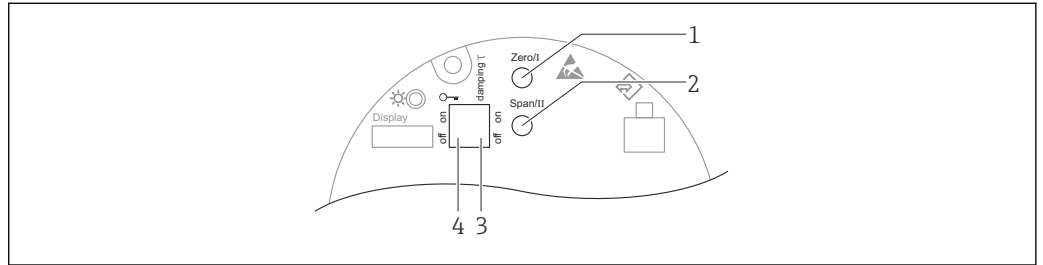 1
Zero/I
damping τ
2
Span/II
Display
on
off
on
off
4 3